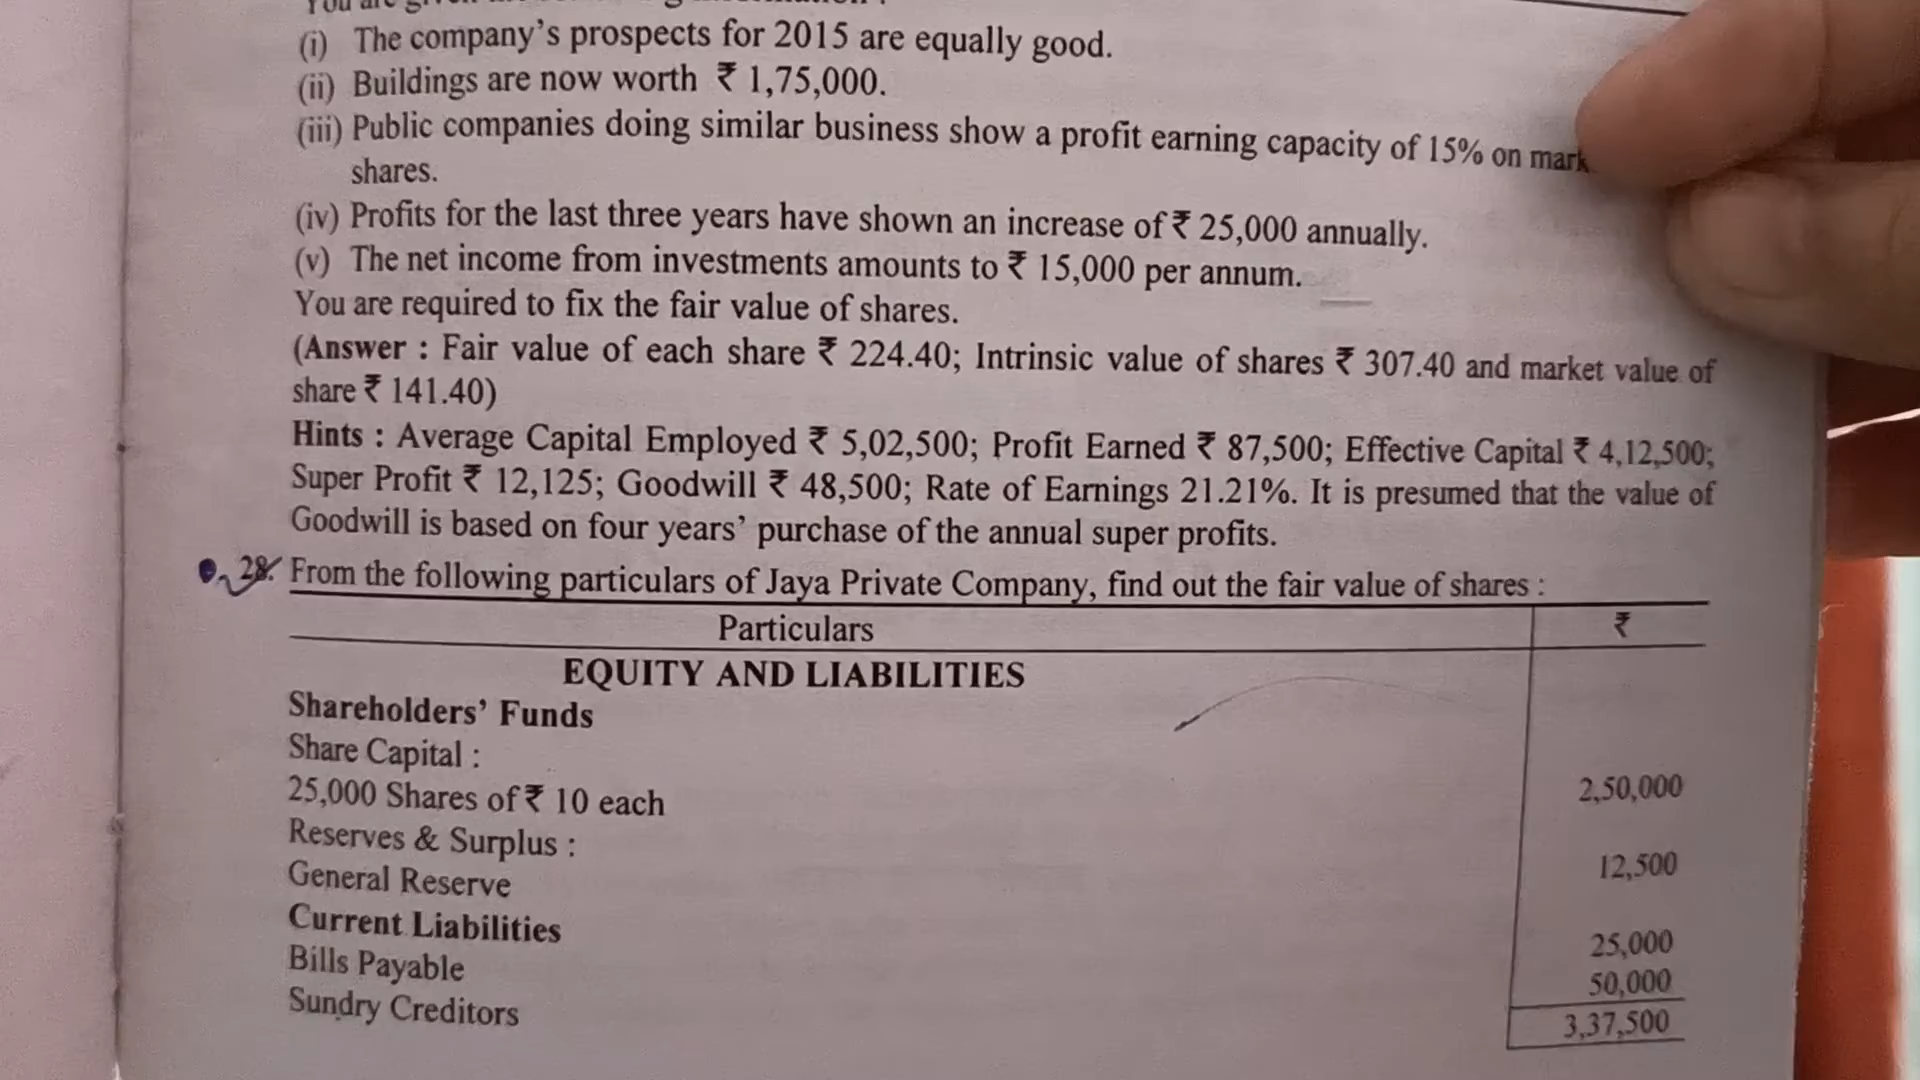 (i) The company's prospects for 2015 are equally good.
(ii) Buildings are now worth ₹ 1,75,000.
(iii) Public companies doing similar business show a profit earning capacity of 15% on
shares.
(iv) Profits for the last three years have shown an increase of ₹ 25,000 annually.
(v) The net income from investments amounts to ₹ 15,000 per annum.
You are required to fix the fair value of shares.
(Answer : Fair value of each share ₹ 224.40; Intrinsic value of shares ₹ 307.40 and market value of
share ₹ 141.40)
Hints : Average Capital Employed ₹ 5,02,500; Profit Earned ₹ 87,500; Effective Capital ₹ 4,12,500;
Super Profit ₹ 12,125; Goodwill ₹ 48,500; Rate of Earnings 21.21%. It is presumed that the value of
Goodwill is based on four years' purchase of the annual super profits.
28. From the following particulars of Jaya Private Company, find out the fair value of shares :
Particulars ₹
EQUITY AND LIABILITIES
Shareholders' Funds
Share Capital :
25,000 Shares of ₹ 10 each 2,50,000
Reserves & Surplus :
General Reserve 12,500
Current Liabilities
Bills Payable 25,000
Sundry Creditors 50,000
3,37,500